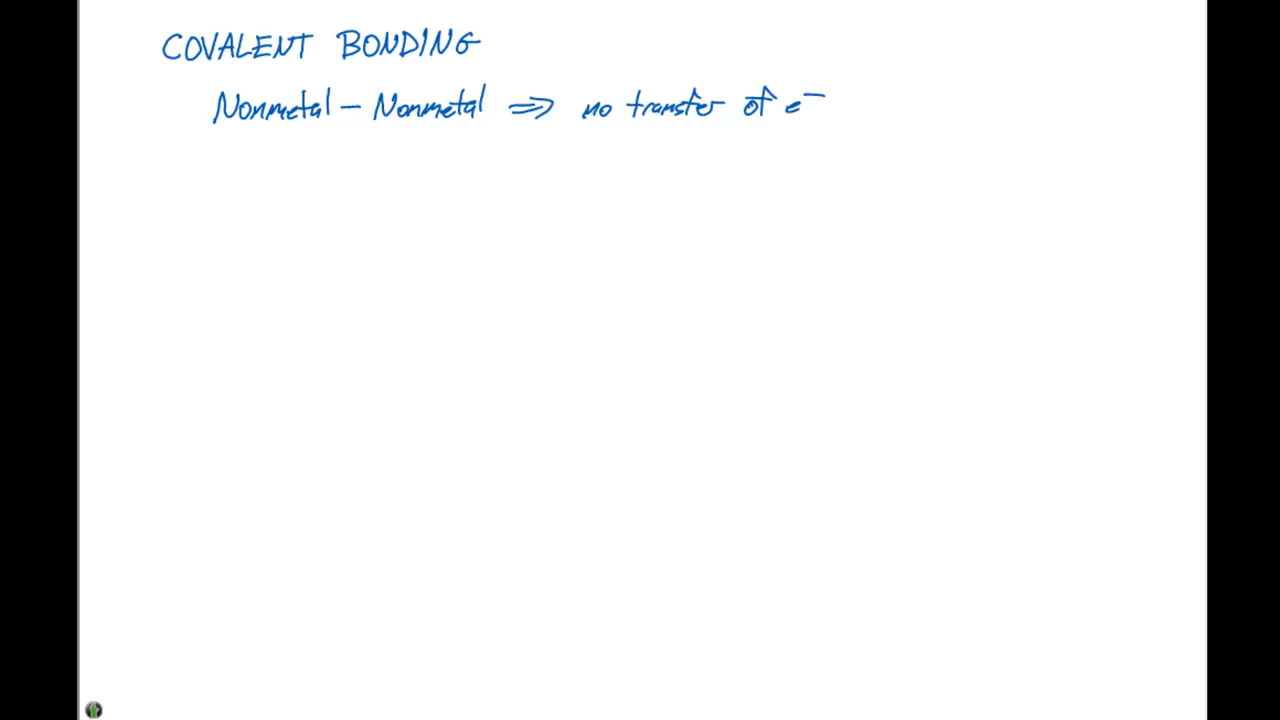 COVALENT BONDING
Nonmetal – Nonmetal ⇒ no transfer of e⁻